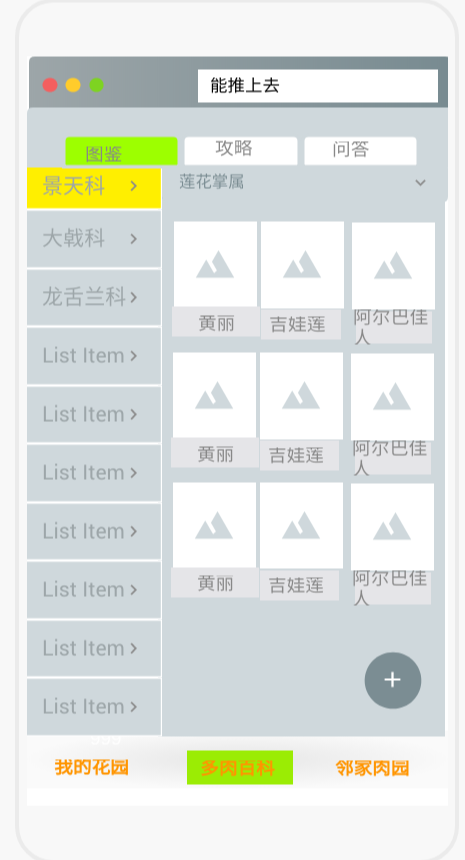 能推上去
图鉴
攻略
问答
景天科
莲花掌属
大戟科
龙舌兰科
List Item
List Item
List Item
List Item
List Item
List Item
List Item
黄丽
吉娃莲
阿尔巴佳
人
黄丽
吉娃莲
阿尔巴佳
人
黄丽
吉娃莲
阿尔巴佳
人
+
我的花园
多肉百科
邻家肉园